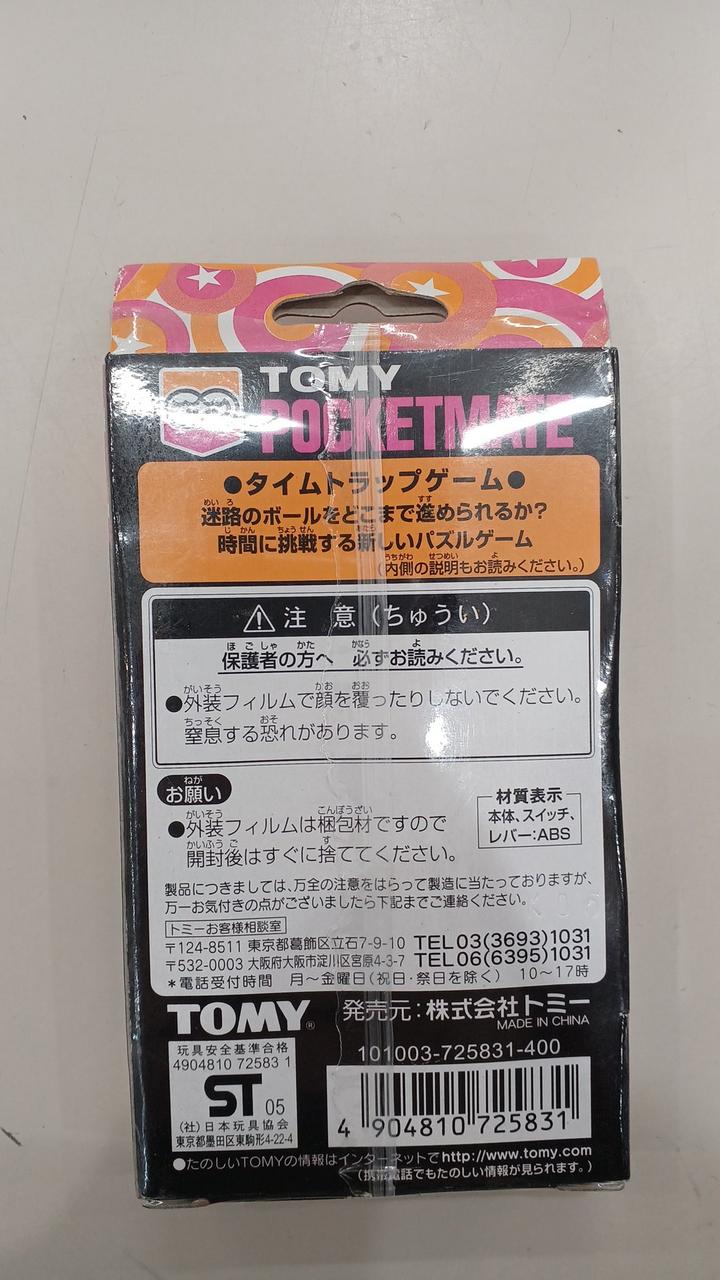 TOMY
POCKETMATE
●タイムトラップゲーム●
迷路のボールをどこまで進められるか?
時間に挑戦する新しいパズルゲーム
(内側の説明もお読みください。)
⚠注 意(ちゅうい)
保護者の方へ 必ずお読みください。
●外装フィルムで顔を覆ったりしないでください。
窒息する恐れがあります。
お願い
●外装フィルムは梱包材ですので
開封後はすぐに捨ててください。
材質表示
本体、スイッチ、
レバー:ABS
製品につきましては、万全の注意をはらって製造に当たっておりますが、
万一お気付きの点がございましたら下記までご連絡ください。
トミーお客様相談室
〒124-8511 東京都葛飾区立石7-9-10 TEL03(3693)1031
〒532-0003 大阪府大阪市淀川区宮原4-3-7 TEL06(6395)1031
*電話受付時間 月〜金曜日(祝日・祭日を除く) 10〜17時
TOMY® 発売元:株式会社トミー
MADE IN CHINA
玩具安全基準合格
4904810 72583 1
ST 05
(社)日本玩具協会
東京都墨田区東駒形4-22-4
101003-725831-400
4 904810 725831
●たのしいTOMYの情報はインターネットでhttp://www.tomy.com
(携帯電話でもたのしい情報が見られます。)